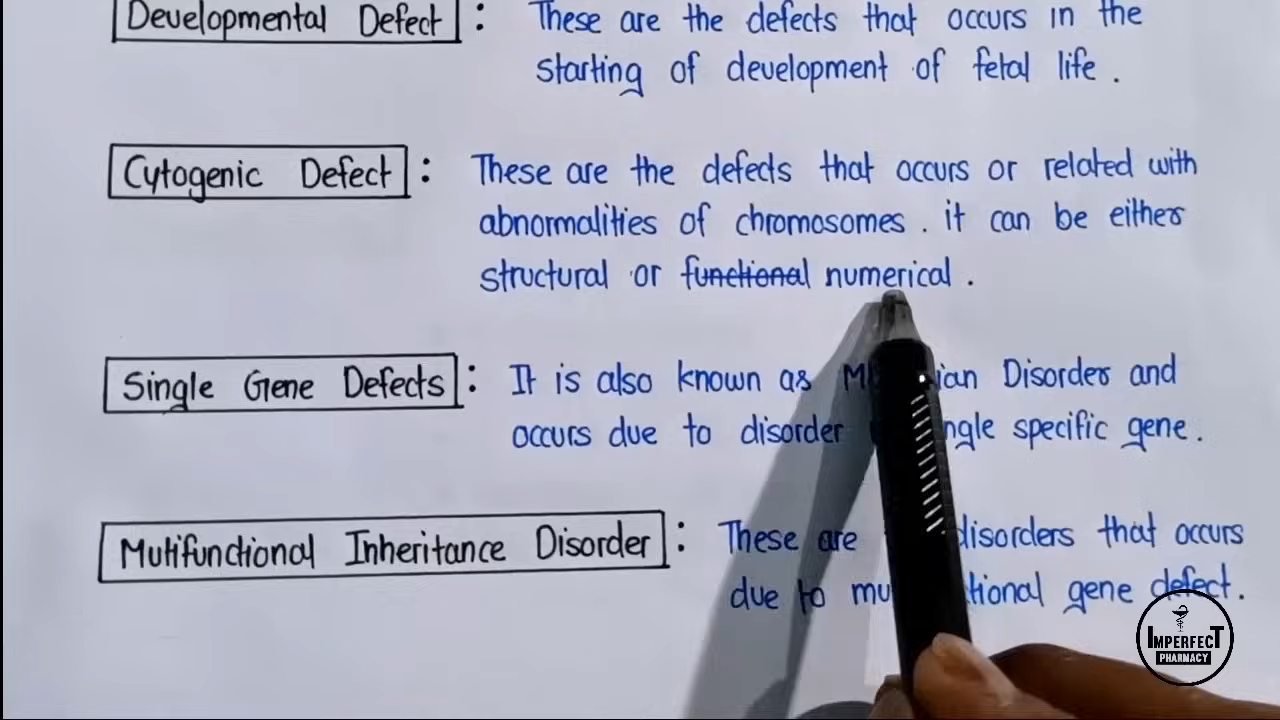 Developmental Defect : These are the defects that occurs in the
starting of development of fetal life .
Cytogenic Defect : These are the defects that occurs or related with
abnormalities of chromosomes . it can be either
structural or functional numerical .
Single Gene Defects : It is also known as Disorder and
occurs due to disorder specific gene .
Mutifunctional Inheritance Disorder : These are disorders that occurs
due to gene defect .
IMPERFECT
PHARMACY